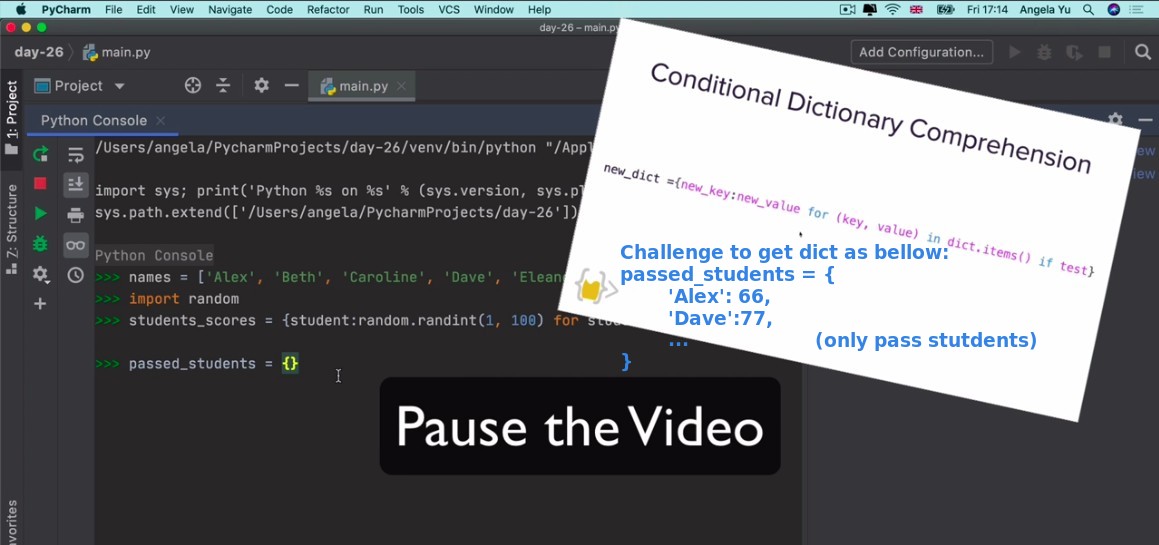 PyCharm File Edit View Navigate Code Refactor Run Tools VCS Window Help Fri 17:14 Angela Yu
day-26 – main.py
day-26 main.py Add Configuration...
Project main.py
1: Project
Python Console
/Users/angela/PycharmProjects/day-26/venv/bin/python "/Appl
import sys; print('Python %s on %s' % (sys.version, sys.pl
sys.path.extend(['/Users/angela/PycharmProjects/day-26'])
Z: Structure
Python Console
>>> names = ['Alex', 'Beth', 'Caroline', 'Dave',
>>> import random
>>> students_scores = {student:random.randint(1, 100) for
>>> passed_students = {}
Conditional Dictionary Comprehension
new_dict ={new_key:new_value for (key, value) in dict.items() if test}
Challenge to get dict as bellow:
passed_students = {
'Alex': 66,
'Dave':77,
... (only pass stutdents)
}
Pause the Video